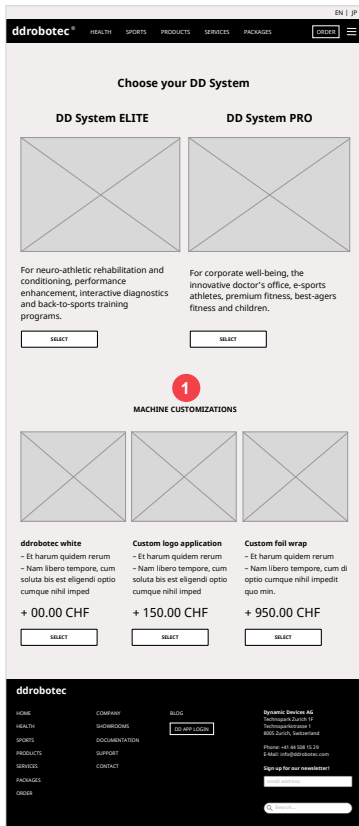 EN | JP
ddrobotec®
HEALTH SPORTS PRODUCTS SERVICES PACKAGES ORDER
Choose your DD System
DD System ELITE
For neuro-athletic rehabilitation and
conditioning, performance
enhancement, interactive diagnostics
and back-to-sports training
programs.
SELECT
DD System PRO
For corporate well-being, the
innovative doctor's office, e-sports
athletes, premium fitness, best-agers
fitness and children.
SELECT
1
MACHINE CUSTOMIZATIONS
ddrobotec white
– Et harum quidem rerum
– Nam libero tempore, cum
soluta bis est eligendi optio
cumque nihil imped
+ 00.00 CHF
SELECT
Custom logo application
– Et harum quidem rerum
– Nam libero tempore, cum
soluta bis est eligendi optio
cumque nihil imped
+ 150.00 CHF
SELECT
Custom foil wrap
– Et harum quidem rerum
– Nam libero tempore, cum di
optio cumque nihil impedit
quo min.
+ 950.00 CHF
SELECT
ddrobotec
HOME
HEALTH
SPORTS
PRODUCTS
SERVICES
PACKAGES
ORDER
COMPANY
SHOWROOMS
DOCUMENTATION
SUPPORT
CONTACT
BLOG
DD APP LOGIN
Dynamic Devices AG
Technopark Zurich 1F
Technoparkstrasse 1
8005 Zurich, Switzerland
Phone: +41 44 508 15 29
E-Mail: info@ddrobotec.com
Sign up for our newsletter!
email address
Search...